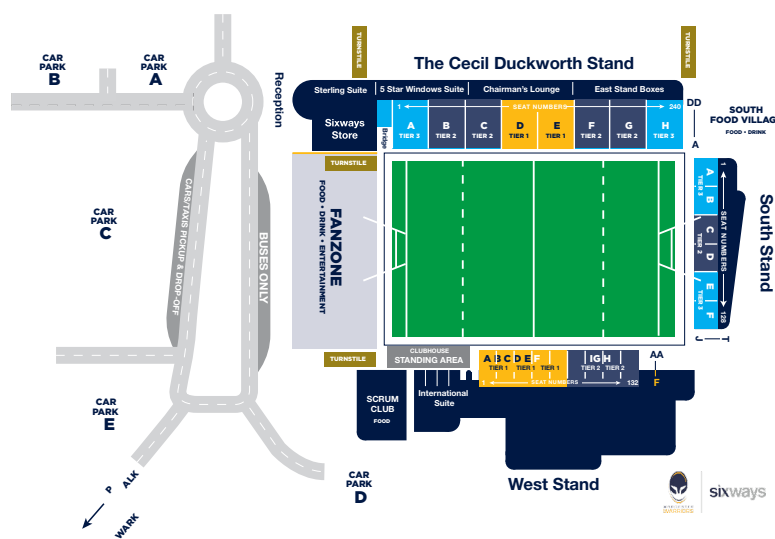 CAR
PARK
B
CAR
PARK
A
Reception
TURNSTILE
The Cecil Duckworth Stand
TURNSTILE
Sterling Suite
5 Star Windows Suite
Chairman's Lounge
East Stand Boxes
1 SEAT NUMBERS 240
Sixways
Store
Bridge
A
TIER 3
B
TIER 2
C
TIER 2
D
TIER 1
E
TIER 1
F
TIER 2
G
TIER 2
H
TIER 3
DD
A
SOUTH
FOOD VILLAG
FOOD • DRINK
TURNSTILE
FANZONE
FOOD • DRINK • ENTERTAINMENT
CAR
PARK
C
CARS/TAXIS PICKUP & DROP-OFF
BUSES ONLY
A B
TIER 3
C D
TIER 2
E F
TIER 3
1 SEAT NUMBERS 128
South Stand
J T
TURNSTILE
CLUBHOUSE
STANDING AREA
A B C D E F
TIER 1 TIER 1 TIER 1
I G H
TIER 2 TIER 2
1 SEAT NUMBERS 132
AA
F
SCRUM
CLUB
FOOD
International
Suite
West Stand
CAR
PARK
E
CAR
PARK
D
P ALK
WARK
WARRIORS
sixways